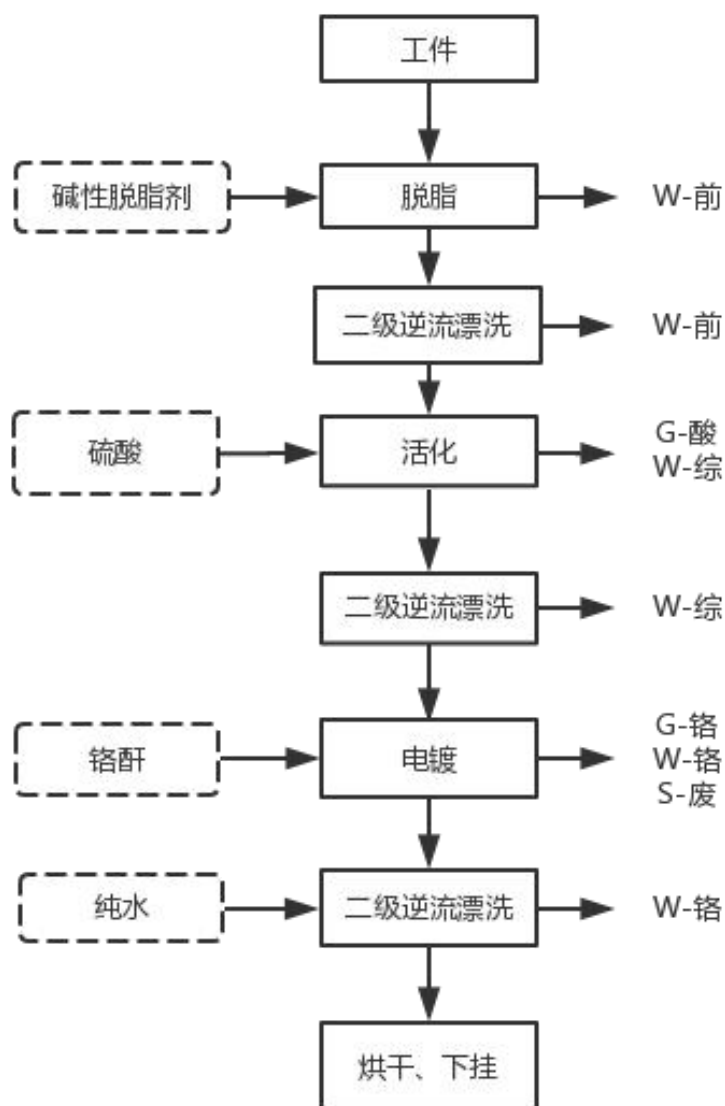 工件
碱性脱脂剂
脱脂
W-前
二级逆流漂洗
W-前
硫酸
活化
G-酸
W-综
二级逆流漂洗
W-综
铬酐
电镀
G-铬
W-铬
S-废
纯水
二级逆流漂洗
W-铬
烘干、下挂